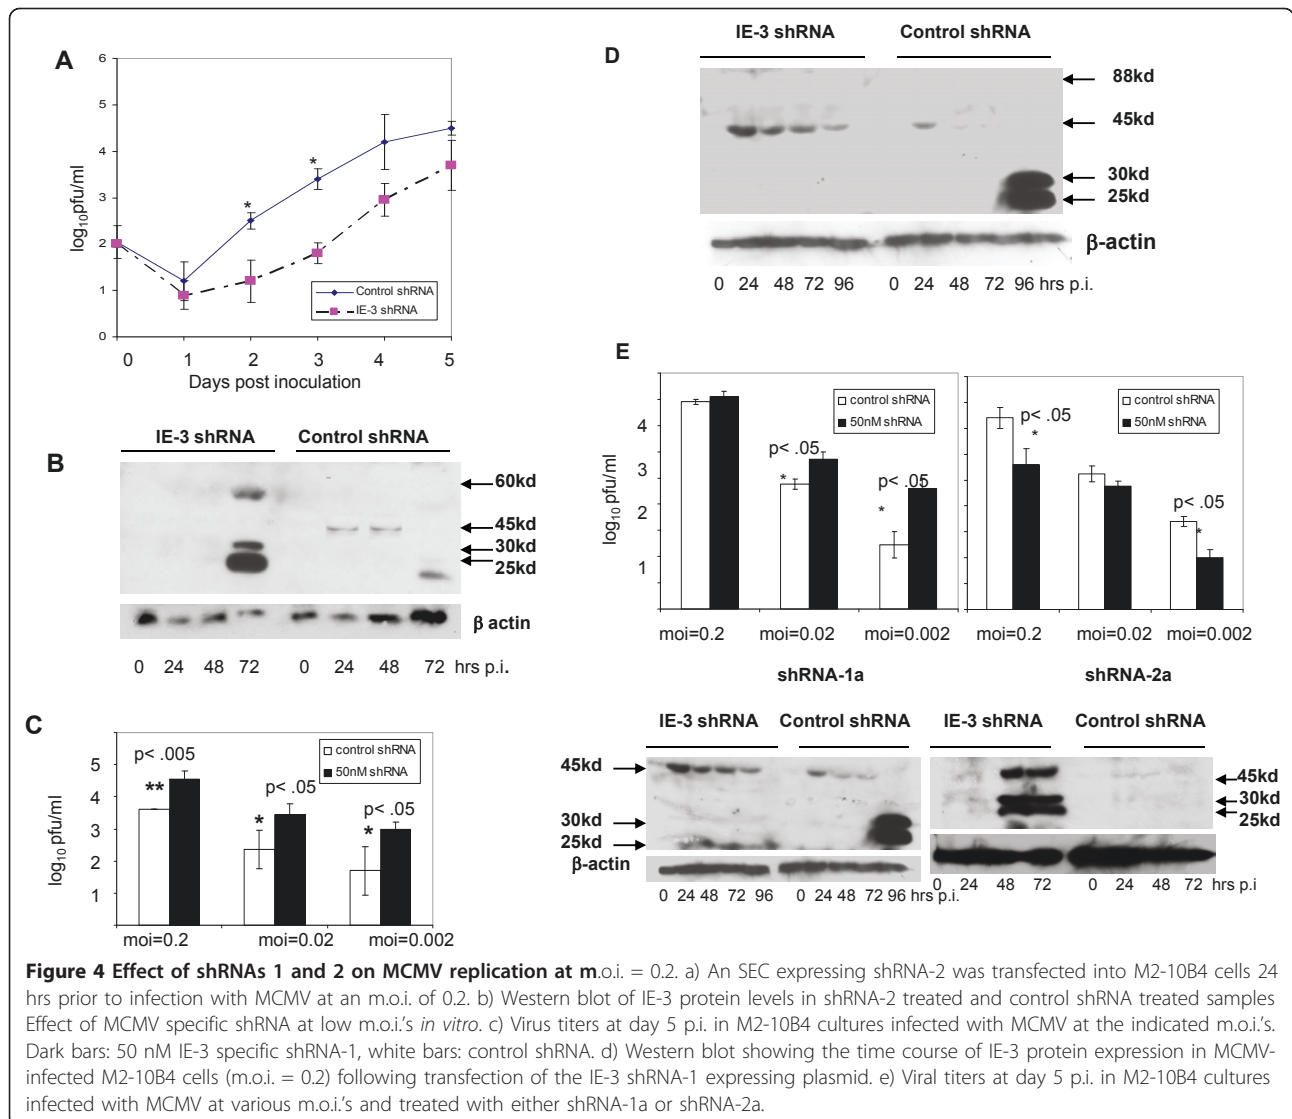 A
6
5
4
3
2
1
0
log10pfu/ml
Control shRNA
IE-3 shRNA
*
*
0 1 2 3 4 5
Days post inoculation
B
IE-3 shRNA Control shRNA
60kd
45kd
30kd
25kd
β actin
0 24 48 72 0 24 48 72 hrs p.i.
C
5
4
3
2
1
log10 pfu/ml
control shRNA
50nM shRNA
p< .005
**
p< .05
*
p< .05
*
moi=0.2 moi=0.02 moi=0.002
D
IE-3 shRNA Control shRNA
88kd
45kd
30kd
25kd
β-actin
0 24 48 72 96 0 24 48 72 96 hrs p.i.
E
4
3
2
1
log10 pfu/ml
control shRNA
50nM shRNA
p< .05
*
p< .05
*
control shRNA
50nM shRNA
p< .05
*
p< .05
*
moi=0.2 moi=0.02 moi=0.002 moi=0.2 moi=0.02 moi=0.002
shRNA-1a shRNA-2a
IE-3 shRNA Control shRNA IE-3 shRNA Control shRNA
45kd
30kd
25kd
β-actin
45kd
30kd
25kd
0 24 48 72 96 0 24 48 72 96 hrs p.i.
0 24 48 72 0 24 48 72 hrs p.i
Figure 4 Effect of shRNAs 1 and 2 on MCMV replication at m.o.i. = 0.2. a) An SEC expressing shRNA-2 was transfected into M2-10B4 cells 24
hrs prior to infection with MCMV at an m.o.i. of 0.2. b) Western blot of IE-3 protein levels in shRNA-2 treated and control shRNA treated samples
Effect of MCMV specific shRNA at low m.o.i.'s in vitro. c) Virus titers at day 5 p.i. in M2-10B4 cultures infected with MCMV at the indicated m.o.i.'s.
Dark bars: 50 nM IE-3 specific shRNA-1, white bars: control shRNA. d) Western blot showing the time course of IE-3 protein expression in MCMV-
infected M2-10B4 cells (m.o.i. = 0.2) following transfection of the IE-3 shRNA-1 expressing plasmid. e) Viral titers at day 5 p.i. in M2-10B4 cultures
infected with MCMV at various m.o.i.'s and treated with either shRNA-1a or shRNA-2a.